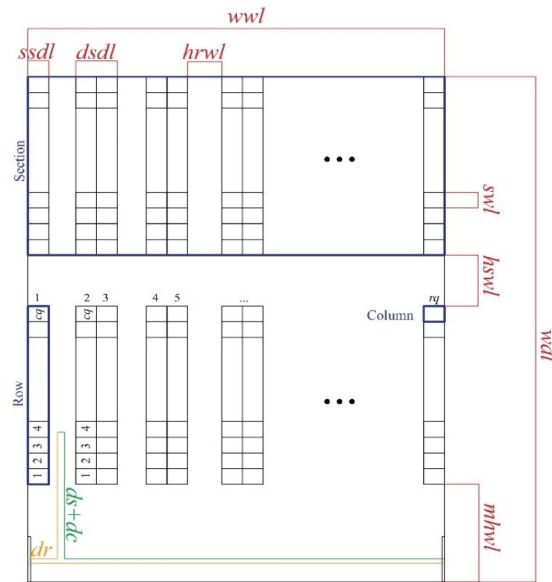 wwl
ssdl dsdl hrwl
Section
swl
hswl
wdl
1 2 3 4 5 ... rq
cq cq
Column
Row
4 4
3 3
2 2
1 1
ds+dc
dr
mhwl